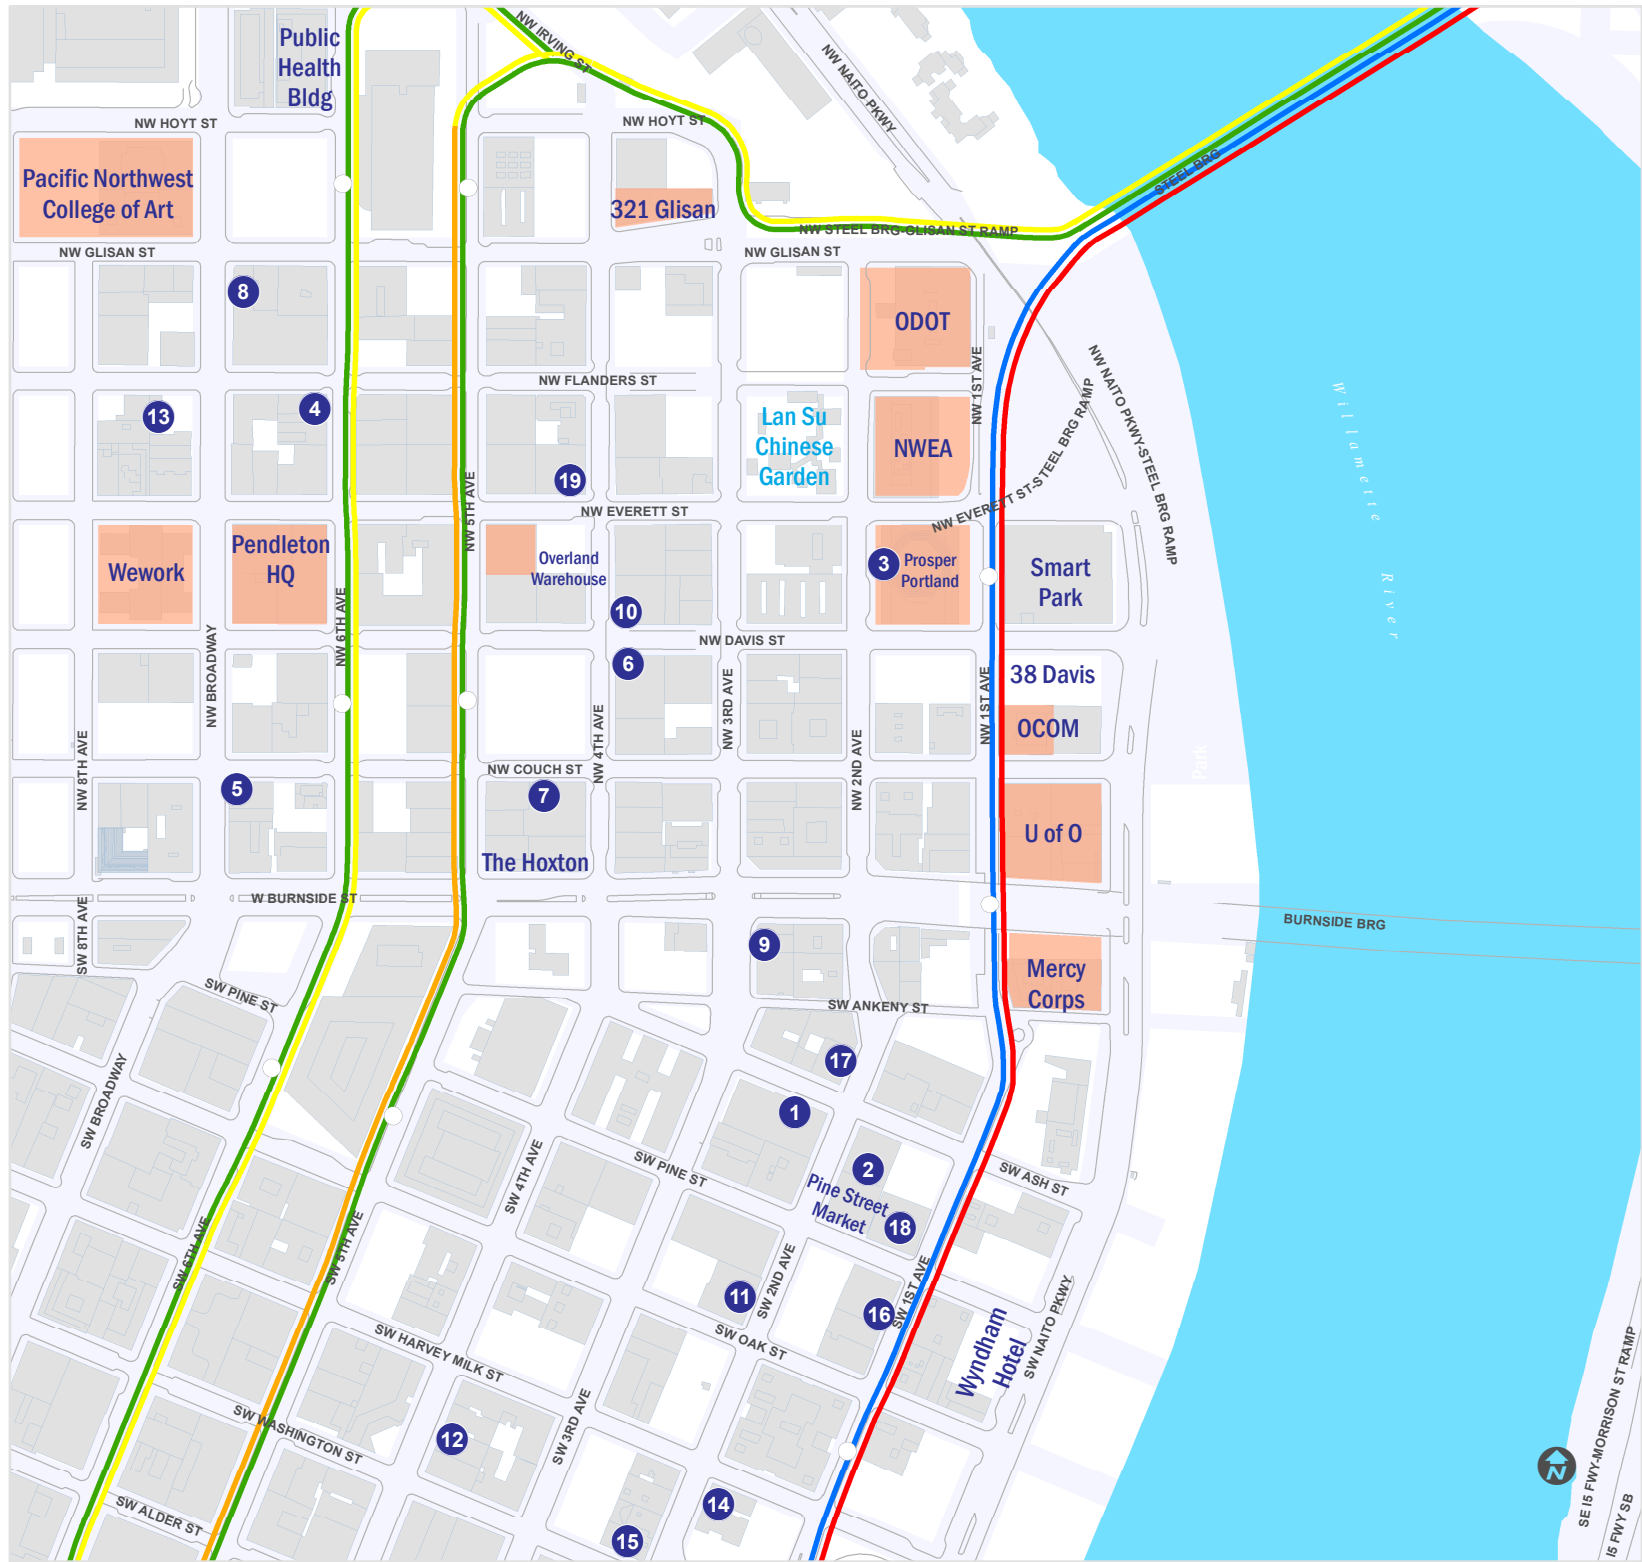 Public
Health
Bldg
NW IRVING ST
NW NAITO PKWY
NW HOYT ST
NW HOYT ST
STEEL BRG
Pacific Northwest
College of Art
321 Glisan
NW STEEL BRG-GLISAN ST RAMP
NW GLISAN ST
NW GLISAN ST
8
ODOT
NW 1ST AVE
NW NAITO PKWY-STEEL BRG RAMP
NW FLANDERS ST
13
4
Lan Su
Chinese
Garden
NWEA
Willamette River
19
NW 5TH AVE
NW EVERETT ST
NW EVERETT ST-STEEL BRG RAMP
Wework
Pendleton
HQ
Overland
Warehouse
3
Prosper
Portland
Smart
Park
10
NW 6TH AVE
NW BROADWAY
NW DAVIS ST
6
38 Davis
NW 3RD AVE
NW 1ST AVE
OCOM
NW 8TH AVE
NW 4TH AVE
NW 2ND AVE
Park
NW COUCH ST
5
7
U of O
The Hoxton
W BURNSIDE ST
BURNSIDE BRG
SW 8TH AVE
9
Mercy
Corps
SW PINE ST
SW ANKENY ST
17
SW BROADWAY
1
SW 4TH AVE
SW PINE ST
2
SW ASH ST
Pine Street
Market
18
SW 6TH AVE
SW 5TH AVE
SW 2ND AVE
11
16
SW 1ST AVE
SW NAITO PKWY
Wyndham
Hotel
SW HARVEY MILK ST
SW OAK ST
SW 3RD AVE
12
SW WASHINGTON ST
14
15
SW ALDER ST
N
SE I5 FWY-MORRISON ST RAMP
I5 FWY SB